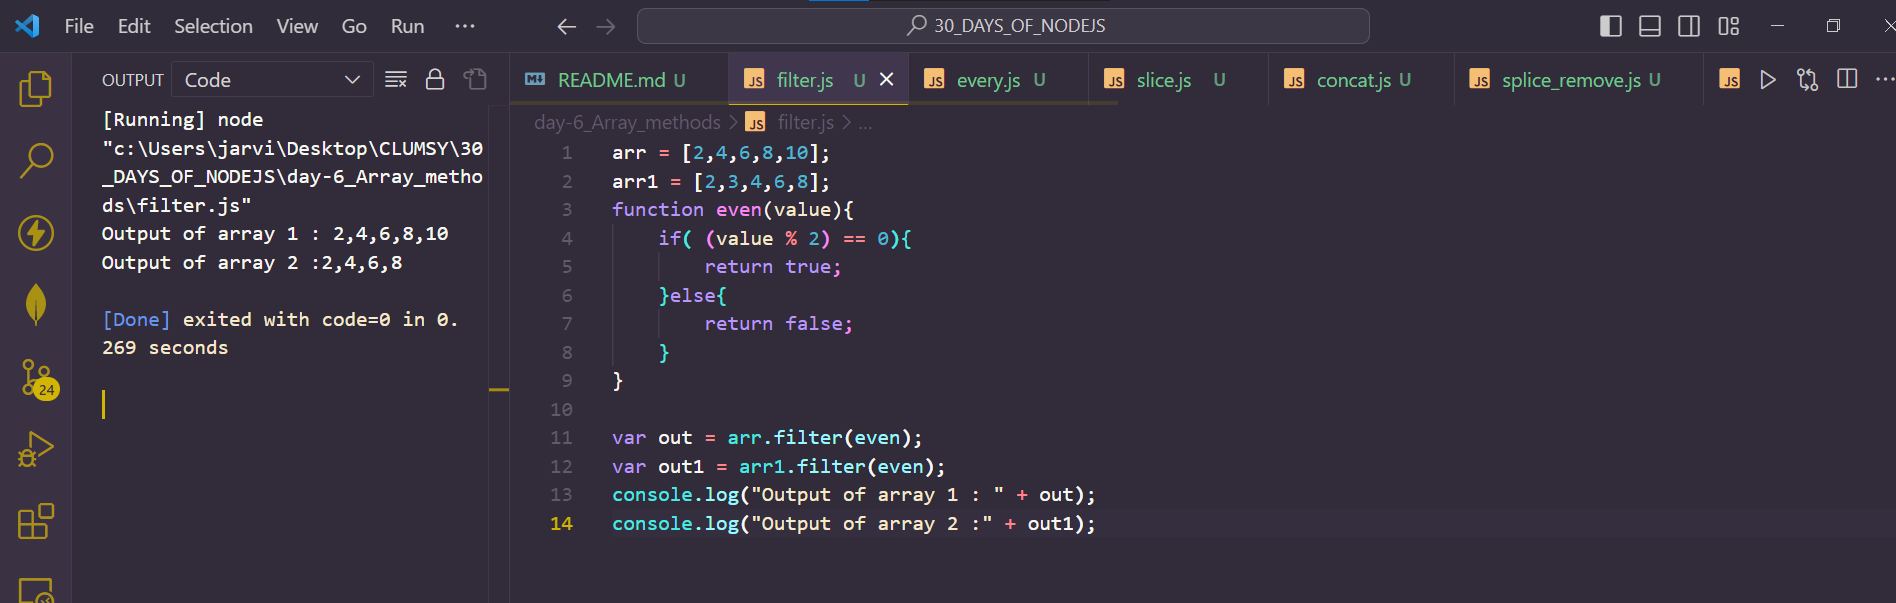 File Edit Selection View Go Run ···
30_DAYS_OF_NODEJS
OUTPUT Code
README.md U filter.js U every.js U slice.js U concat.js U splice_remove.js U
[Running] node
"c:\Users\jarvi\Desktop\CLUMSY\30
_DAYS_OF_NODEJS\day-6_Array_metho
ds\filter.js"
Output of array 1 : 2,4,6,8,10
Output of array 2 :2,4,6,8
[Done] exited with code=0 in 0.
269 seconds
24
day-6_Array_methods > JS filter.js > ...
1 arr = [2,4,6,8,10];
2 arr1 = [2,3,4,6,8];
3 function even(value){
4     if( (value % 2) == 0){
5         return true;
6     }else{
7         return false;
8     }
9 }
10
11 var out = arr.filter(even);
12 var out1 = arr1.filter(even);
13 console.log("Output of array 1 : " + out);
14 console.log("Output of array 2 :" + out1);